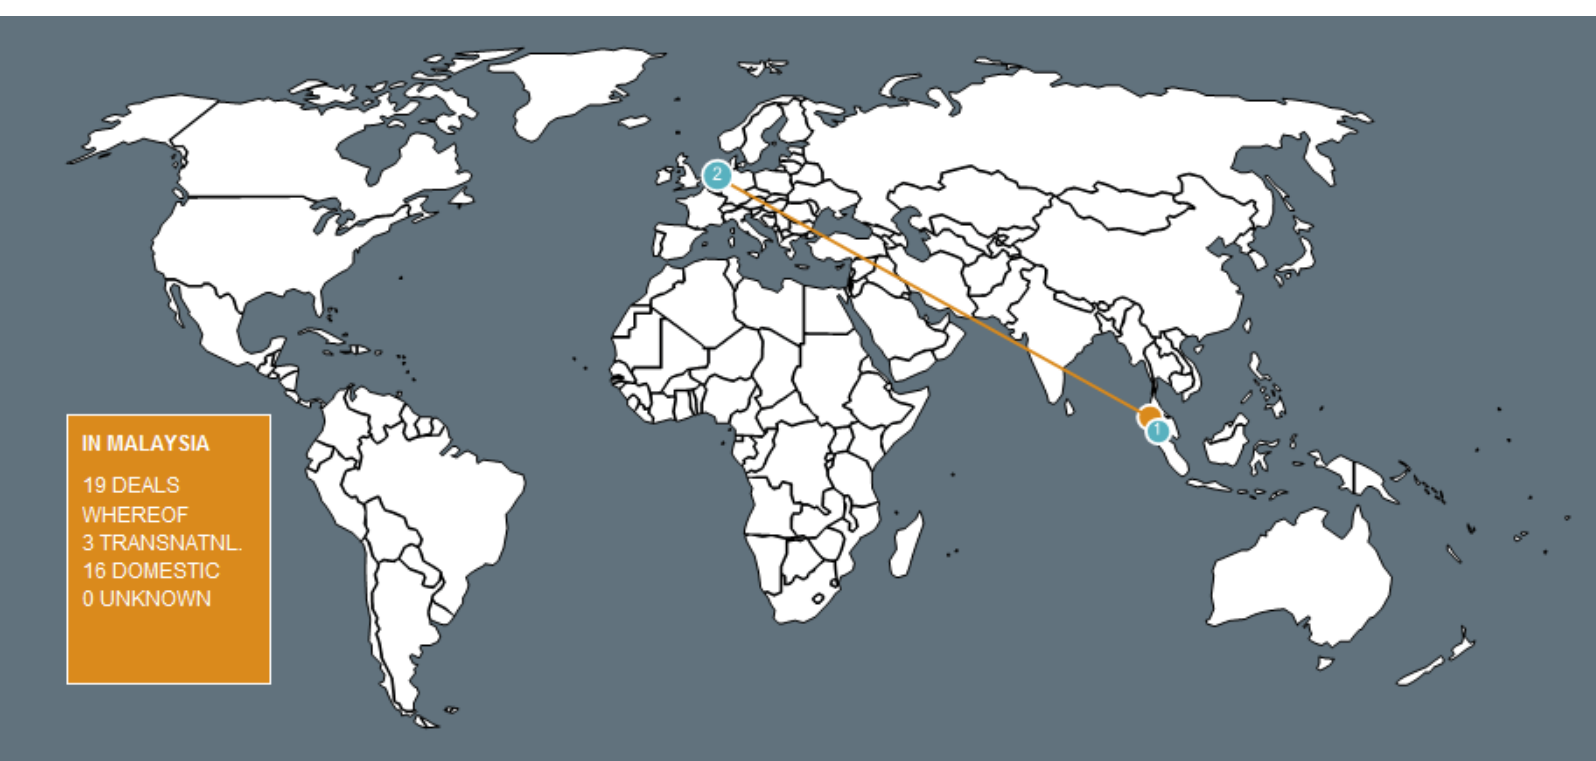 2
1
IN MALAYSIA
19 DEALS
WHEREOF
3 TRANSNATNL.
16 DOMESTIC
0 UNKNOWN